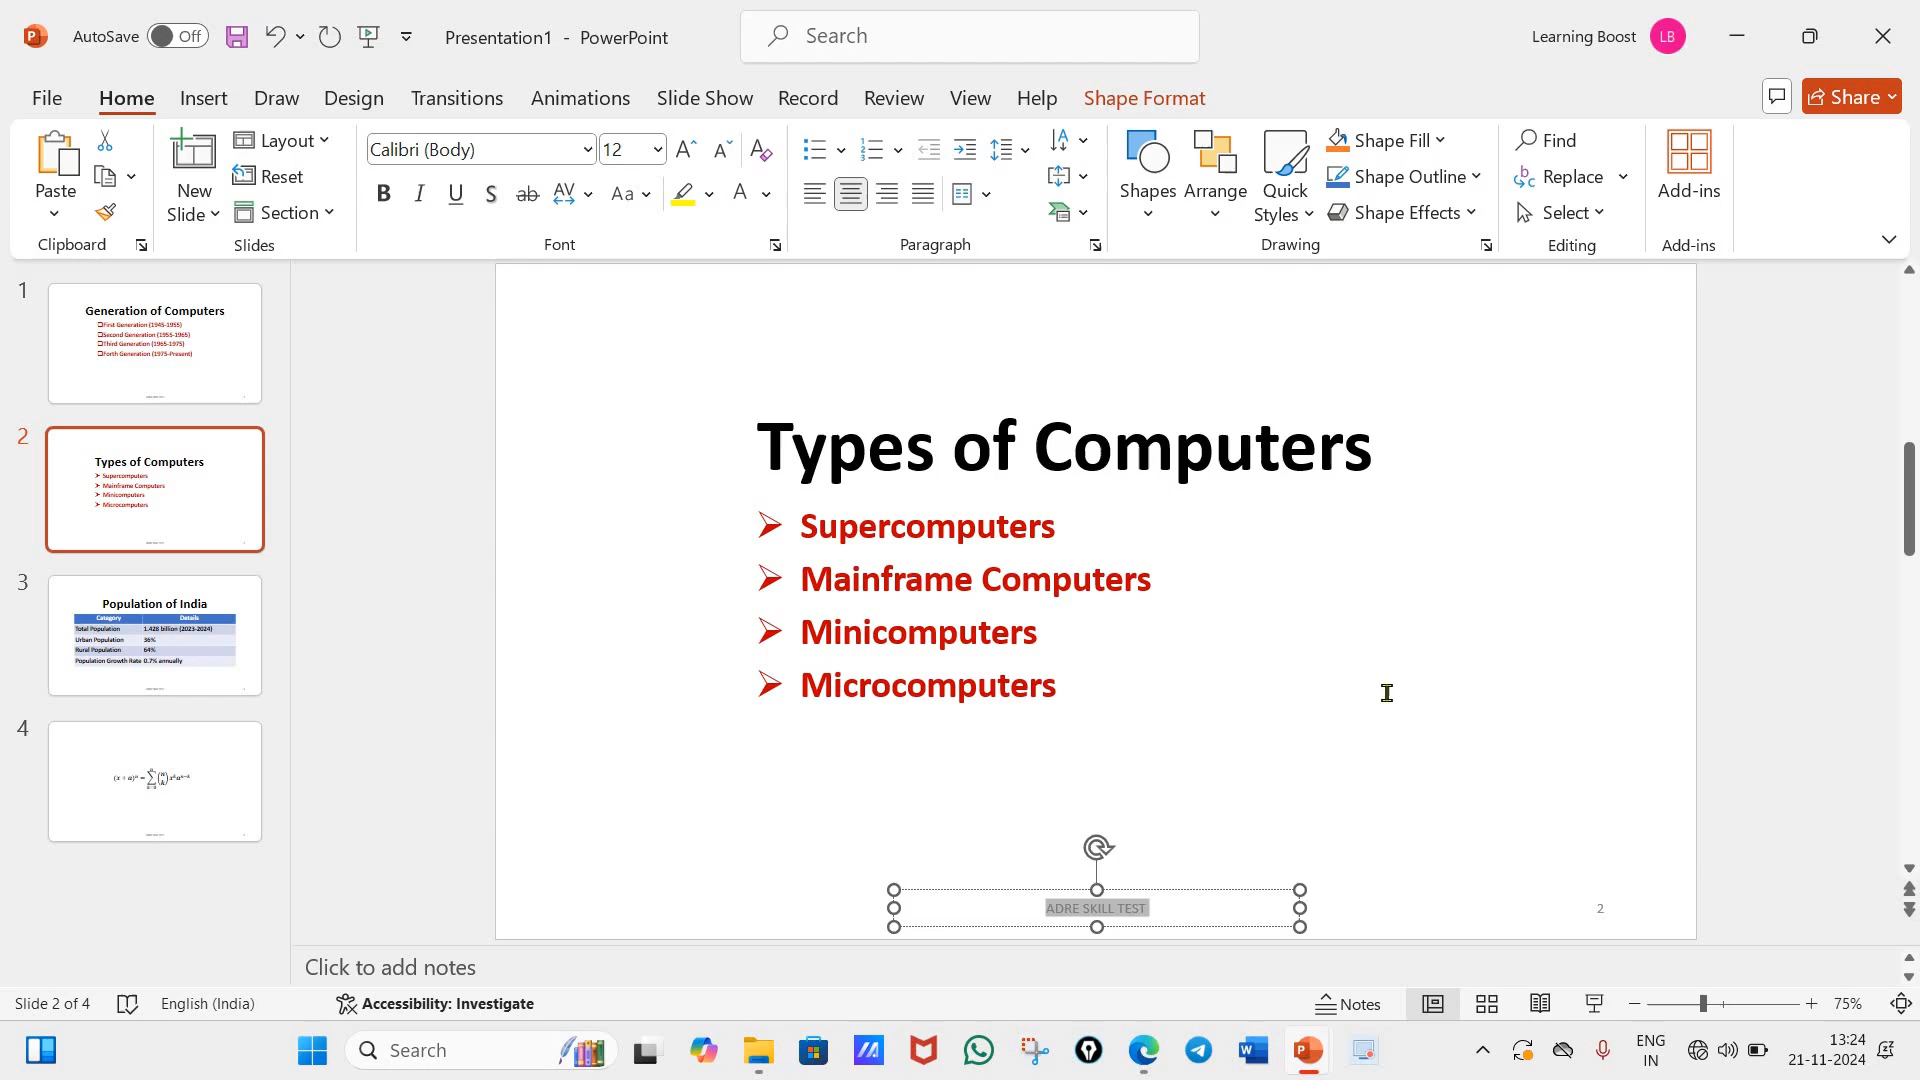 AutoSave Off Presentation1 - PowerPoint Search Learning Boost LB
File Home Insert Draw Design Transitions Animations Slide Show Record Review View Help Shape Format Share
Paste
Clipboard
New Slide
Layout
Reset
Section
Slides
Calibri (Body) 12
B I U S ab AV Aa A
Font
Paragraph
Shapes
Arrange
Quick Styles
Shape Fill
Shape Outline
Shape Effects
Drawing
Find
Replace
Select
Editing
Add-ins
Add-ins
1
Generation of Computers
First Generation (1945-1955)
Second Generation (1955-1965)
Third Generation (1965-1975)
Forth Generation (1975-Present)
2
Types of Computers
Supercomputers
Mainframe Computers
Minicomputers
Microcomputers
3
Population of India
Category Details
Total Population 1.428 billion (2023-2024)
Urban Population 36%
Rural Population 64%
Population Growth Rate 0.7% annually
4
Types of Computers
➢ Supercomputers
➢ Mainframe Computers
➢ Minicomputers
➢ Microcomputers
ADRE SKILL TEST
2
Click to add notes
Slide 2 of 4 English (India) Accessibility: Investigate Notes 75%
Search
ENG
IN
13:24
21-11-2024